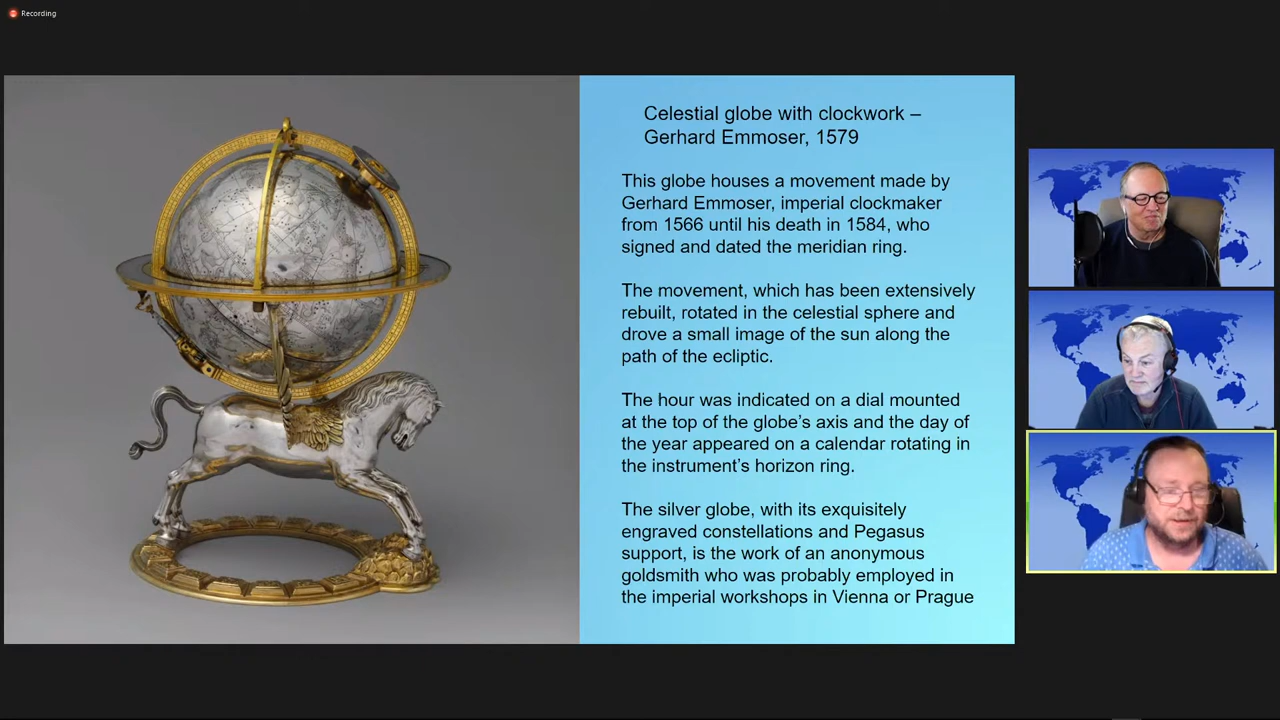 Recording
Celestial globe with clockwork –
Gerhard Emmoser, 1579
This globe houses a movement made by
Gerhard Emmoser, imperial clockmaker
from 1566 until his death in 1584, who
signed and dated the meridian ring.
The movement, which has been extensively
rebuilt, rotated in the celestial sphere and
drove a small image of the sun along the
path of the ecliptic.
The hour was indicated on a dial mounted
at the top of the globe’s axis and the day of
the year appeared on a calendar rotating in
the instrument’s horizon ring.
The silver globe, with its exquisitely
engraved constellations and Pegasus
support, is the work of an anonymous
goldsmith who was probably employed in
the imperial workshops in Vienna or Prague